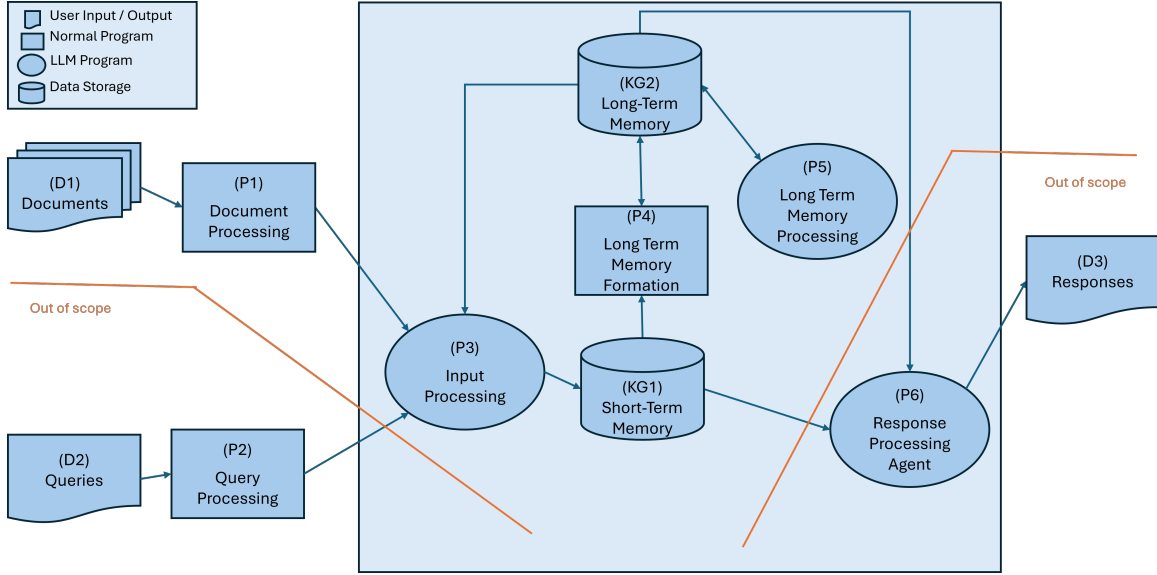 User Input / Output
Normal Program
LLM Program
Data Storage
(D1)
Documents
(P1)
Document
Processing
Out of scope
(D2)
Queries
(P2)
Query
Processing
(P3)
Input
Processing
(KG2)
Long-Term
Memory
(P4)
Long Term
Memory
Formation
(KG1)
Short-Term
Memory
(P5)
Long Term
Memory
Processing
Out of scope
(P6)
Response
Processing
Agent
(D3)
Responses